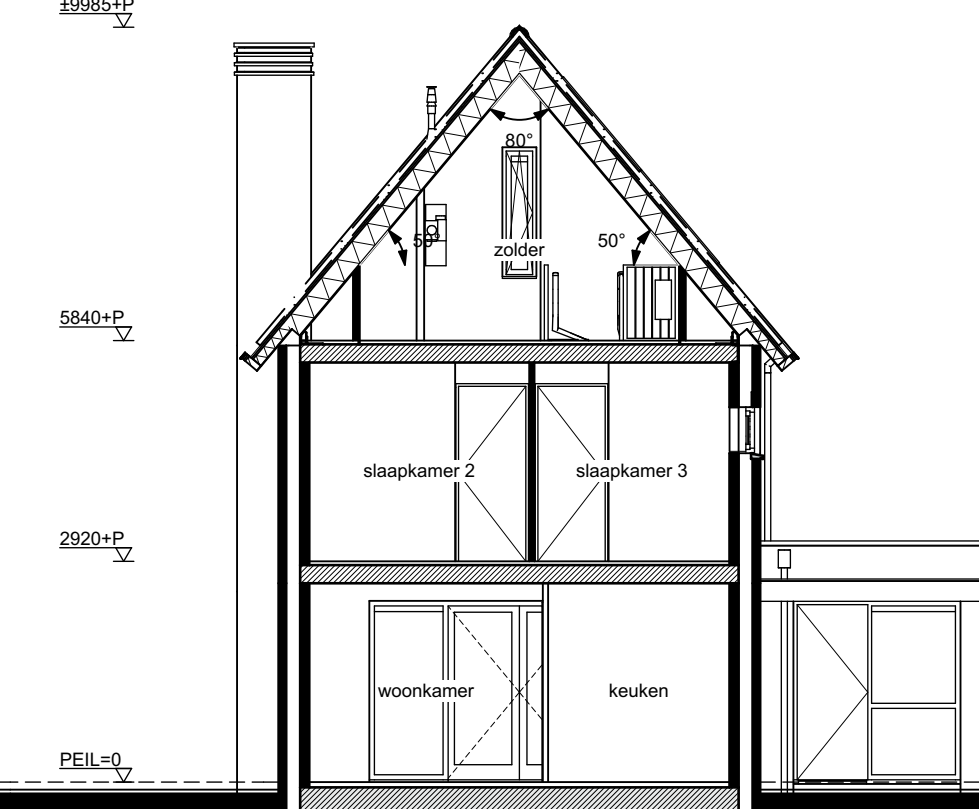 ±9985+P
80°
50°
zolder
50°
5840+P
slaapkamer 2
slaapkamer 3
2920+P
woonkamer
keuken
PEIL=0